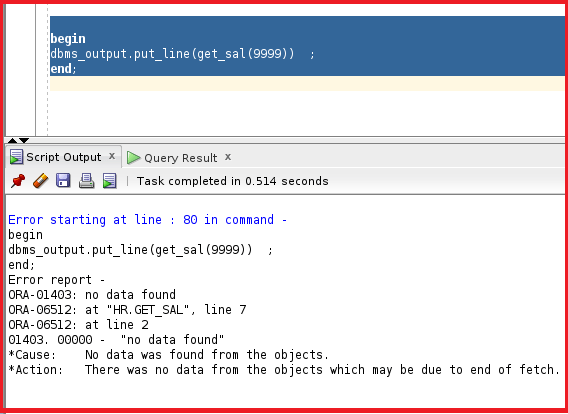 begin
dbms_output.put_line(get_sal(9999))  ;
end;
Script Output x
Query Result x
Task completed in 0.514 seconds
Error starting at line : 80 in command -
begin
dbms_output.put_line(get_sal(9999))  ;
end;
Error report -
ORA-01403: no data found
ORA-06512: at "HR.GET_SAL", line 7
ORA-06512: at line 2
01403. 00000 -  "no data found"
*Cause:    No data was found from the objects.
*Action:   There was no data from the objects which may be due to end of fetch.